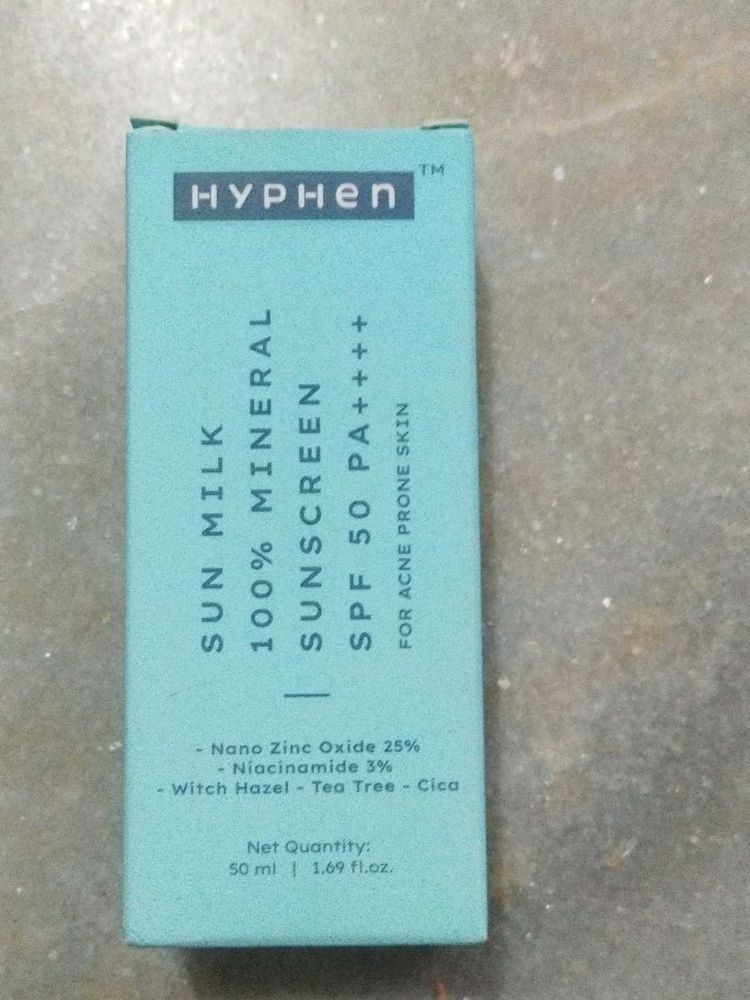 HYPHEN TM
SUN MILK
100% MINERAL
SUNSCREEN
SPF 50 PA++++
FOR ACNE PRONE SKIN
- Nano Zinc Oxide 25%
- Niacinamide 3%
- Witch Hazel - Tea Tree - Cica
Net Quantity:
50 ml | 1.69 fl.oz.